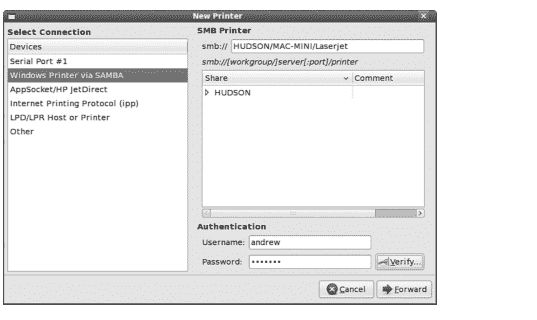 New Printer
Select Connection
Devices
Serial Port #1
Windows Printer via SAMBA
AppSocket/HP JetDirect
Internet Printing Protocol (ipp)
LPD/LPR Host or Printer
Other
SMB Printer
smb:// HUDSON/MAC-MINI/Laserjet
smb://[workgroup/]server[:port]/printer
Share Comment
HUDSON
Authentication
Username: andrew
Password: •••••••
Verify...
Cancel Forward